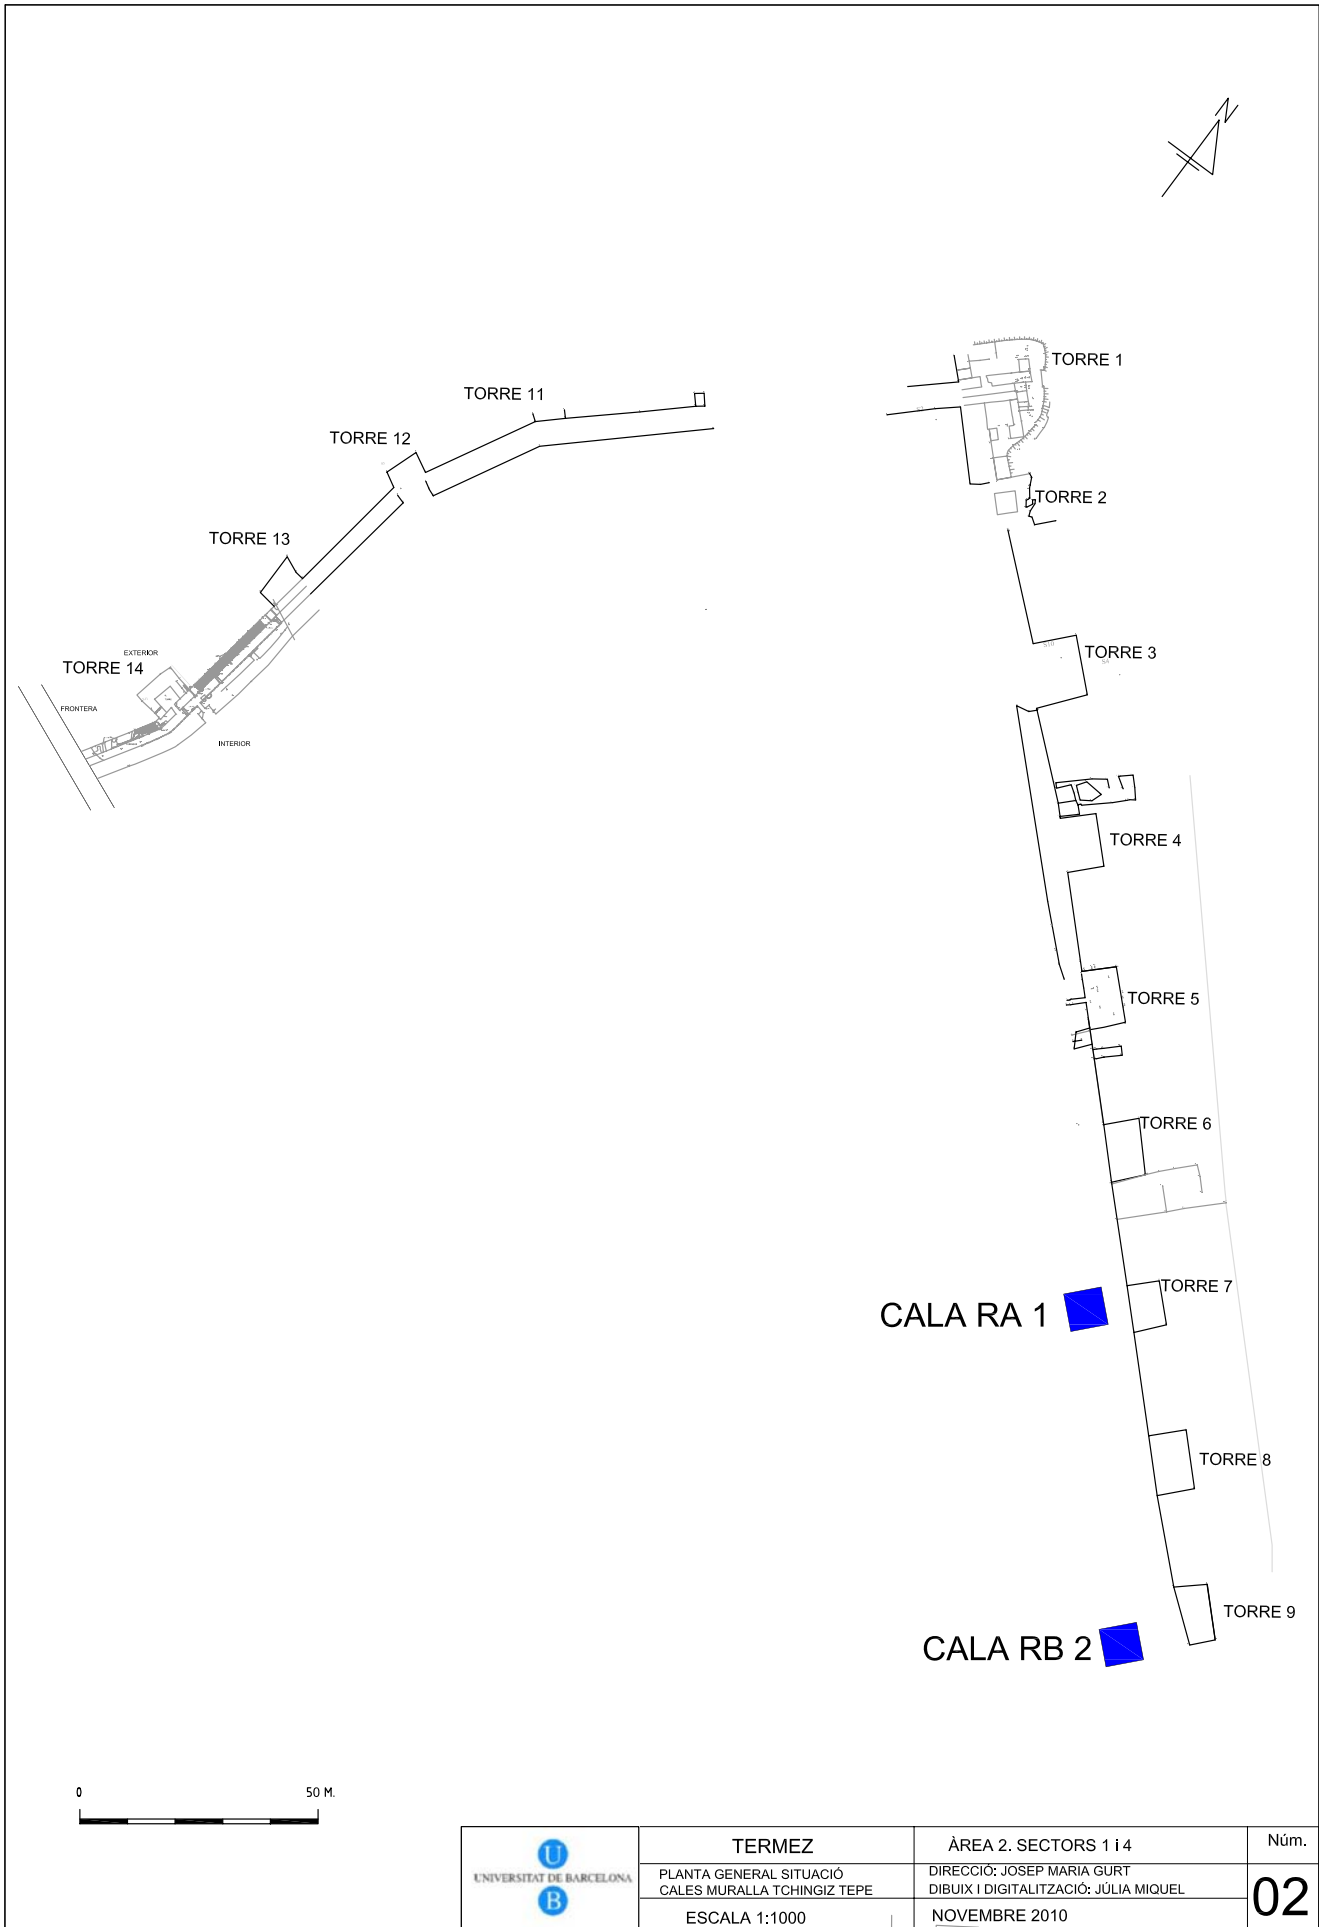 N
TORRE 1
TORRE 11
TORRE 12
TORRE 2
TORRE 13
TORRE 3
EXTERIOR
TORRE 14
FRONTERA
INTERIOR
TORRE 4
TORRE 5
TORRE 6
TORRE 7
CALA RA 1
TORRE 8
TORRE 9
CALA RB 2
0 50 M.
U
UNIVERSITAT DE BARCELONA
B
TERMEZ
PLANTA GENERAL SITUACIÓ
CALES MURALLA TCHINGIZ TEPE
ESCALA 1:1000
ÀREA 2. SECTORS 1 i 4
DIRECCIÓ: JOSEP MARIA GURT
DIBUIX I DIGITALITZACIÓ: JÚLIA MIQUEL
NOVEMBRE 2010
Núm.
02